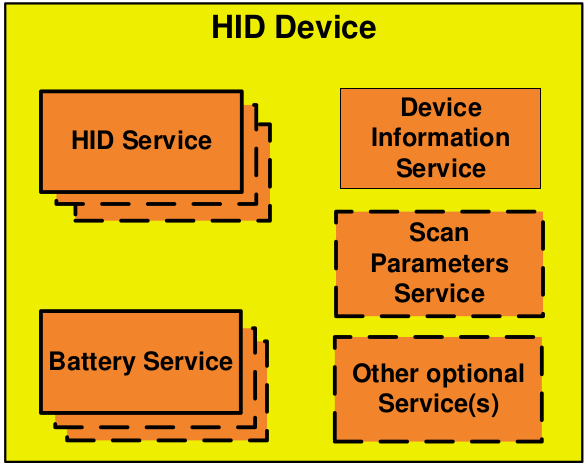 HID Device
HID Service
Device
Information
Service
Scan
Parameters
Service
Battery Service
Other optional
Service(s)